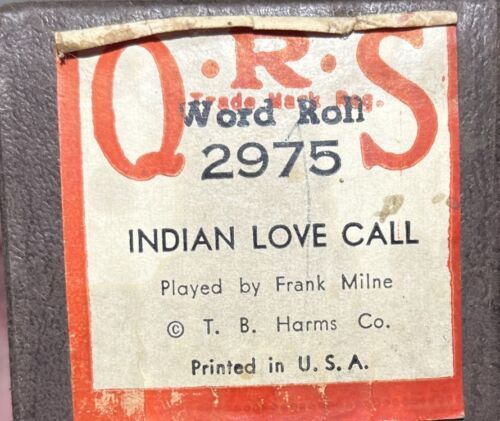 Q·R·S
Trade Mark Reg.
Word Roll
2975
INDIAN LOVE CALL
Played by Frank Milne
© T. B. Harms Co.
Printed in U. S. A.